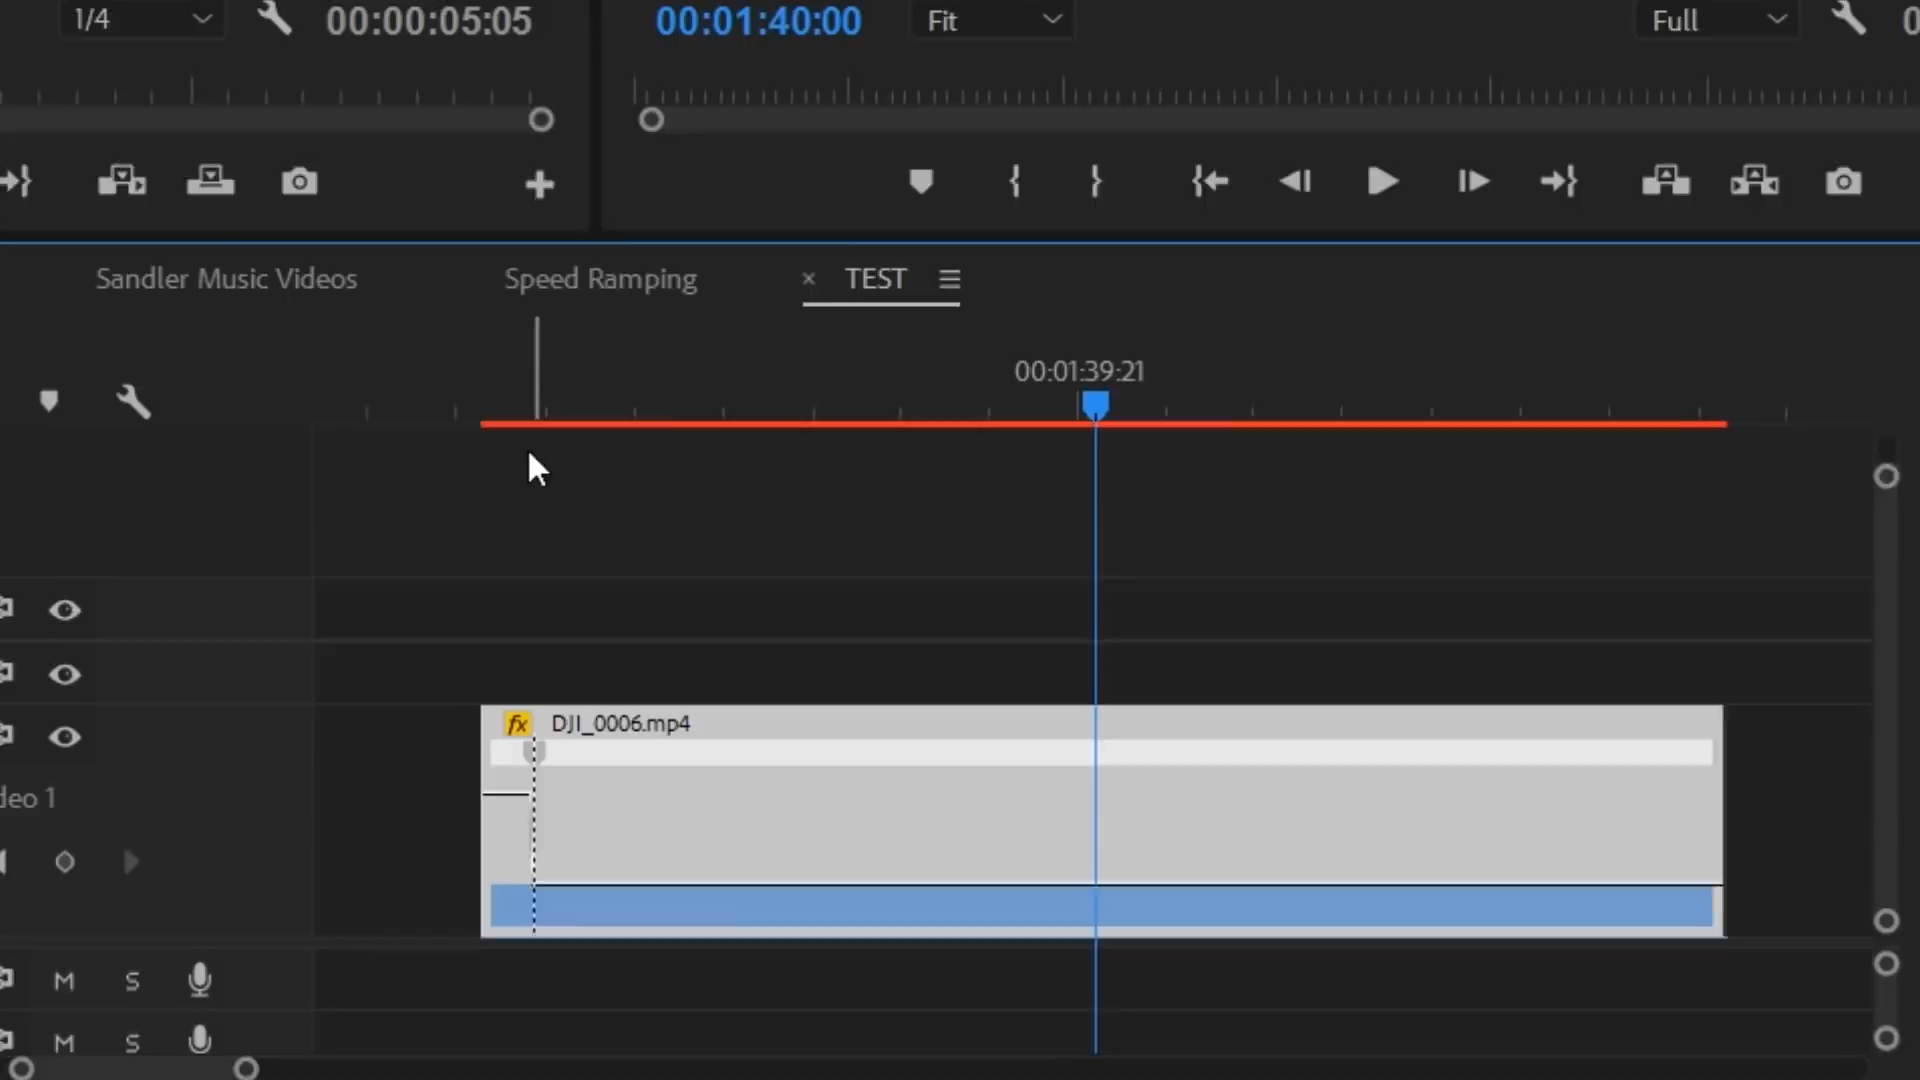 1/4 00:00:05:05 00:01:40:00 Fit Full
Sandler Music Videos Speed Ramping × TEST
00:01:39:21
fx DJI_0006.mp4
deo 1
M S
M S